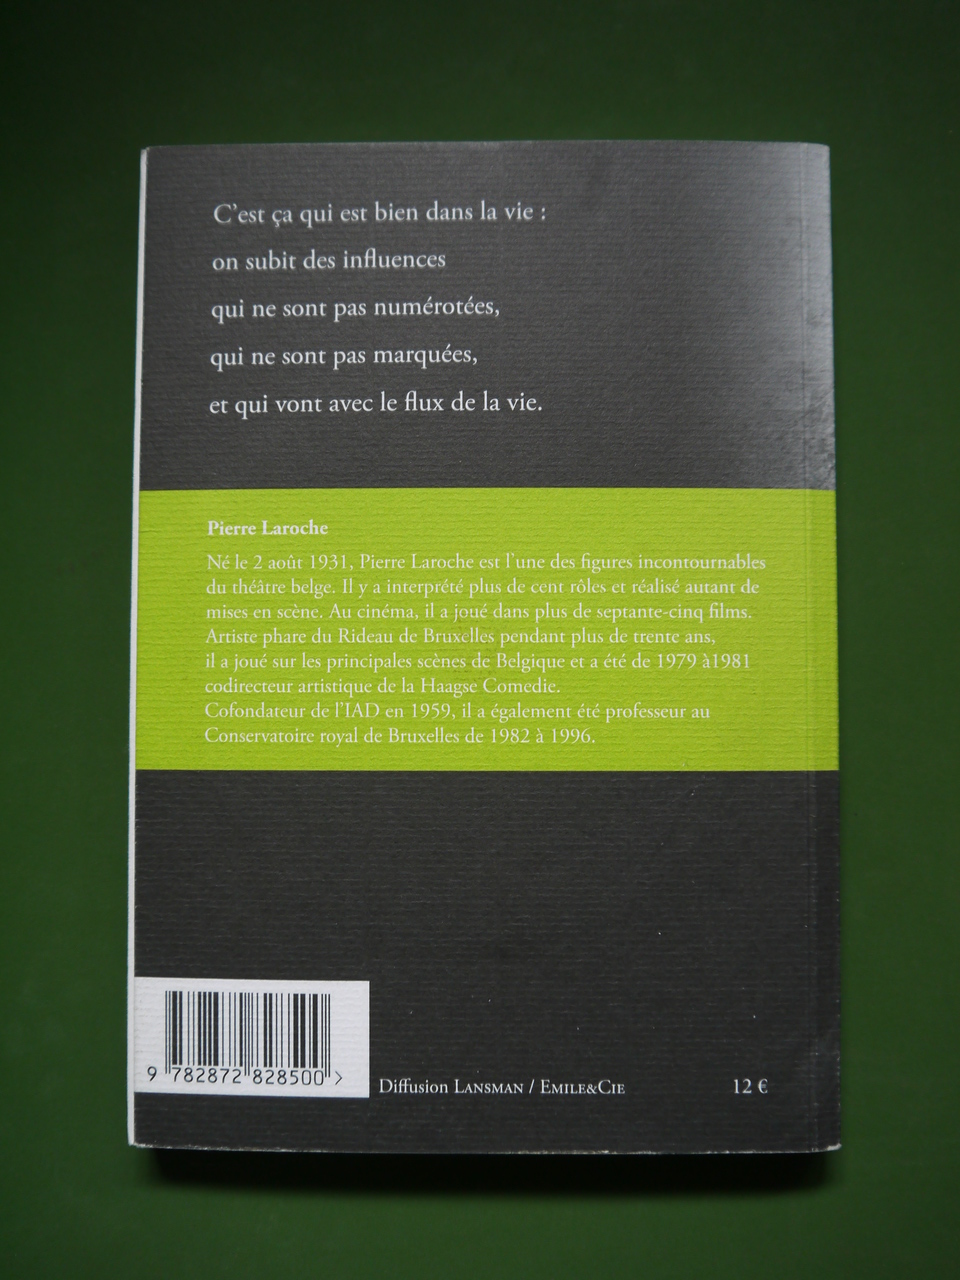 C'est ça qui est bien dans la vie :
on subit des influences
qui ne sont pas numérotées,
qui ne sont pas marquées,
et qui vont avec le flux de la vie.
Pierre Laroche
Né le 2 août 1931, Pierre Laroche est l'une des figures incontournables
du théâtre belge. Il y a interprété plus de cent rôles et réalisé autant de
mises en scène. Au cinéma, il a joué dans plus de septante-cinq films.
Artiste phare du Rideau de Bruxelles pendant plus de trente ans,
il a joué sur les principales scènes de Belgique et a été de 1979 à1981
codirecteur artistique de la Haagse Comedie.
Cofondateur de l'IAD en 1959, il a également été professeur au
Conservatoire royal de Bruxelles de 1982 à 1996.
9 782872 828500 >
Diffusion LANSMAN / EMILE&CIE
12 €